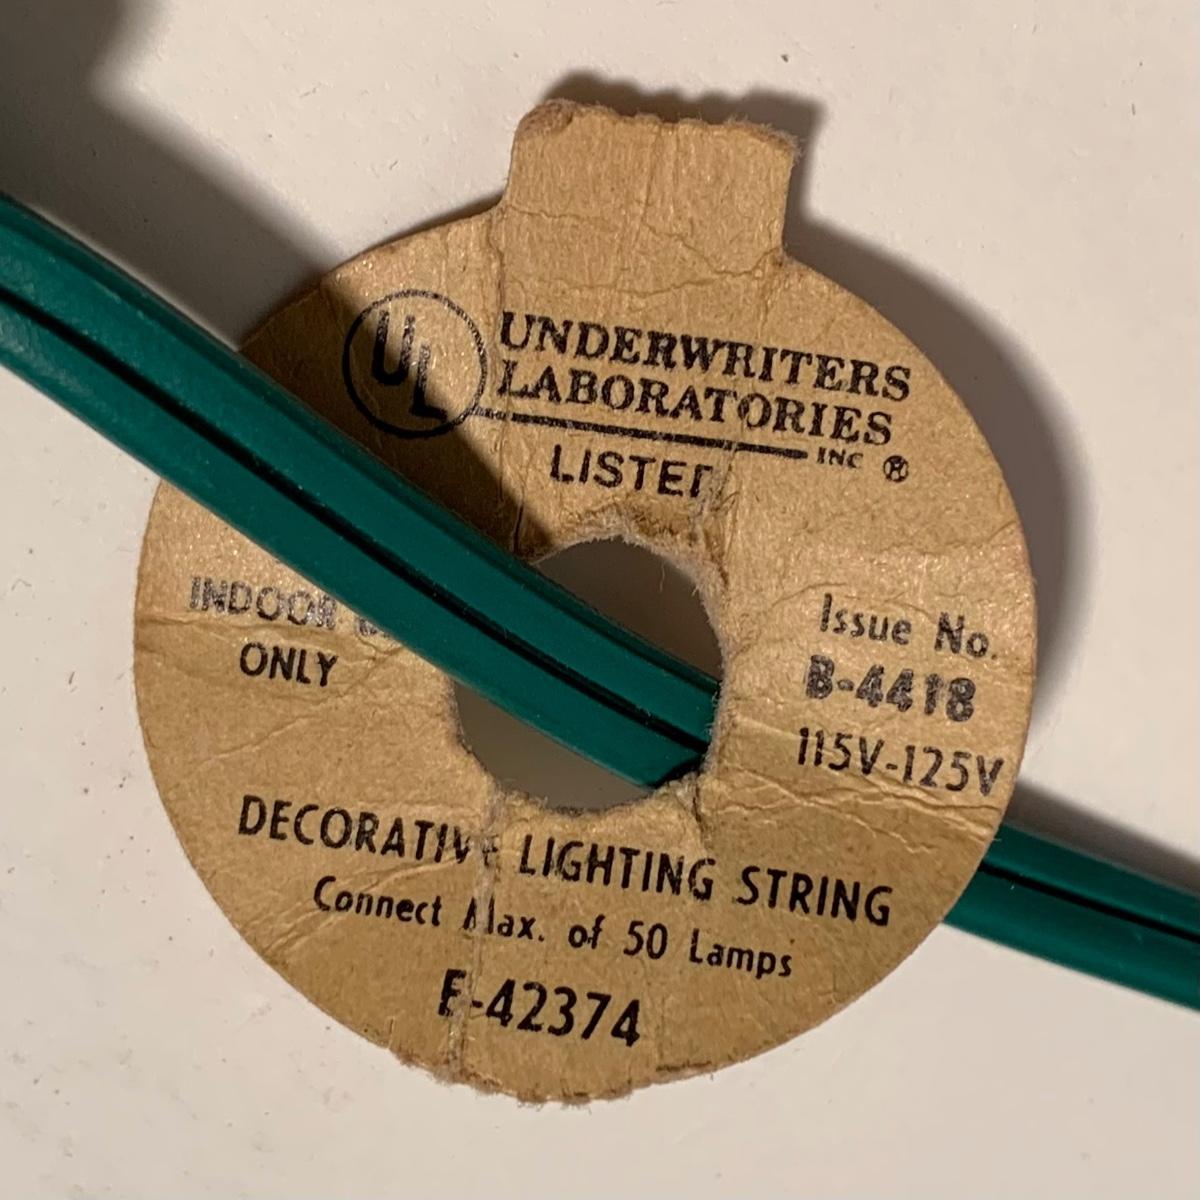 UL UNDERWRITERS
LABORATORIES
INC ®
LISTED
INDOOR
ONLY
Issue No.
B-4418
115V-125V
DECORATIVE LIGHTING STRING
Connect Max. of 50 Lamps
E-42374